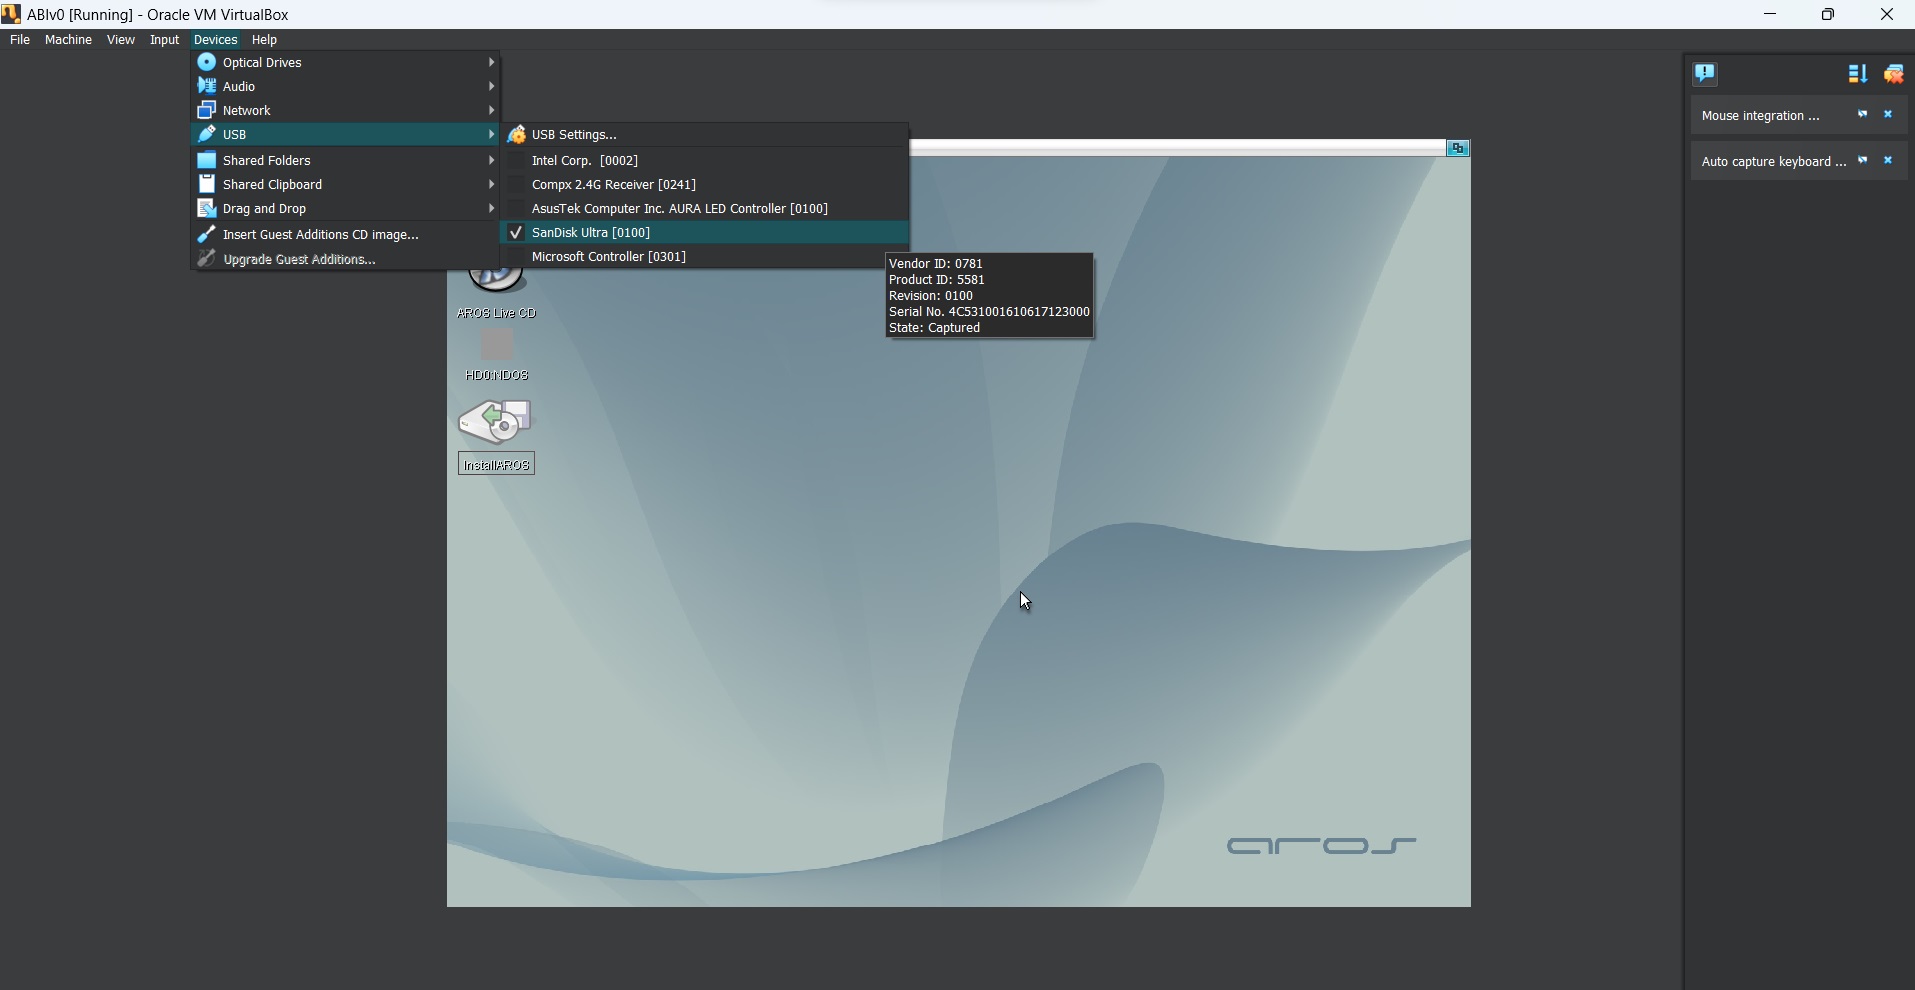 ABIv0 [Running] - Oracle VM VirtualBox
File Machine View Input Devices Help
Optical Drives
Audio
Network
USB
Shared Folders
Shared Clipboard
Drag and Drop
Insert Guest Additions CD image...
Upgrade Guest Additions...
USB Settings...
Intel Corp. [0002]
Compx 2.4G Receiver [0241]
AsusTek Computer Inc. AURA LED Controller [0100]
SanDisk Ultra [0100]
Microsoft Controller [0301]
Vendor ID: 0781
Product ID: 5581
Revision: 0100
Serial No. 4C531001610617123000
State: Captured
Mouse integration ...
Auto capture keyboard ...
AROS Live CD
HD0:NDOS
InstallAROS
aros